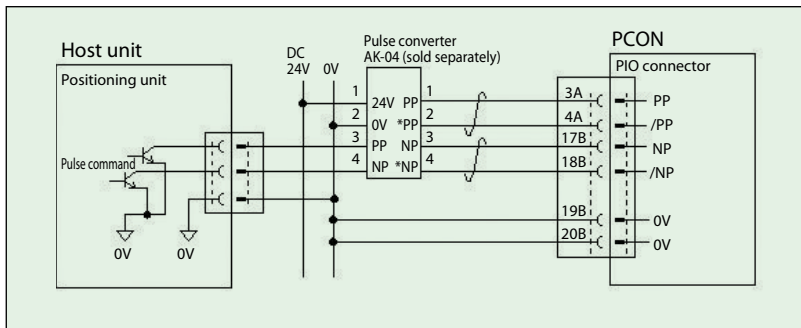 Host unit
Positioning unit
Pulse command
0V
0V
DC
24V 0V
Pulse converter
AK-04 (sold separately)
1 24V PP 1
2 0V *PP 2
3 PP NP 3
4 NP *NP 4
PCON
PIO connector
3A PP
4A /PP
17B NP
18B /NP
19B 0V
20B 0V